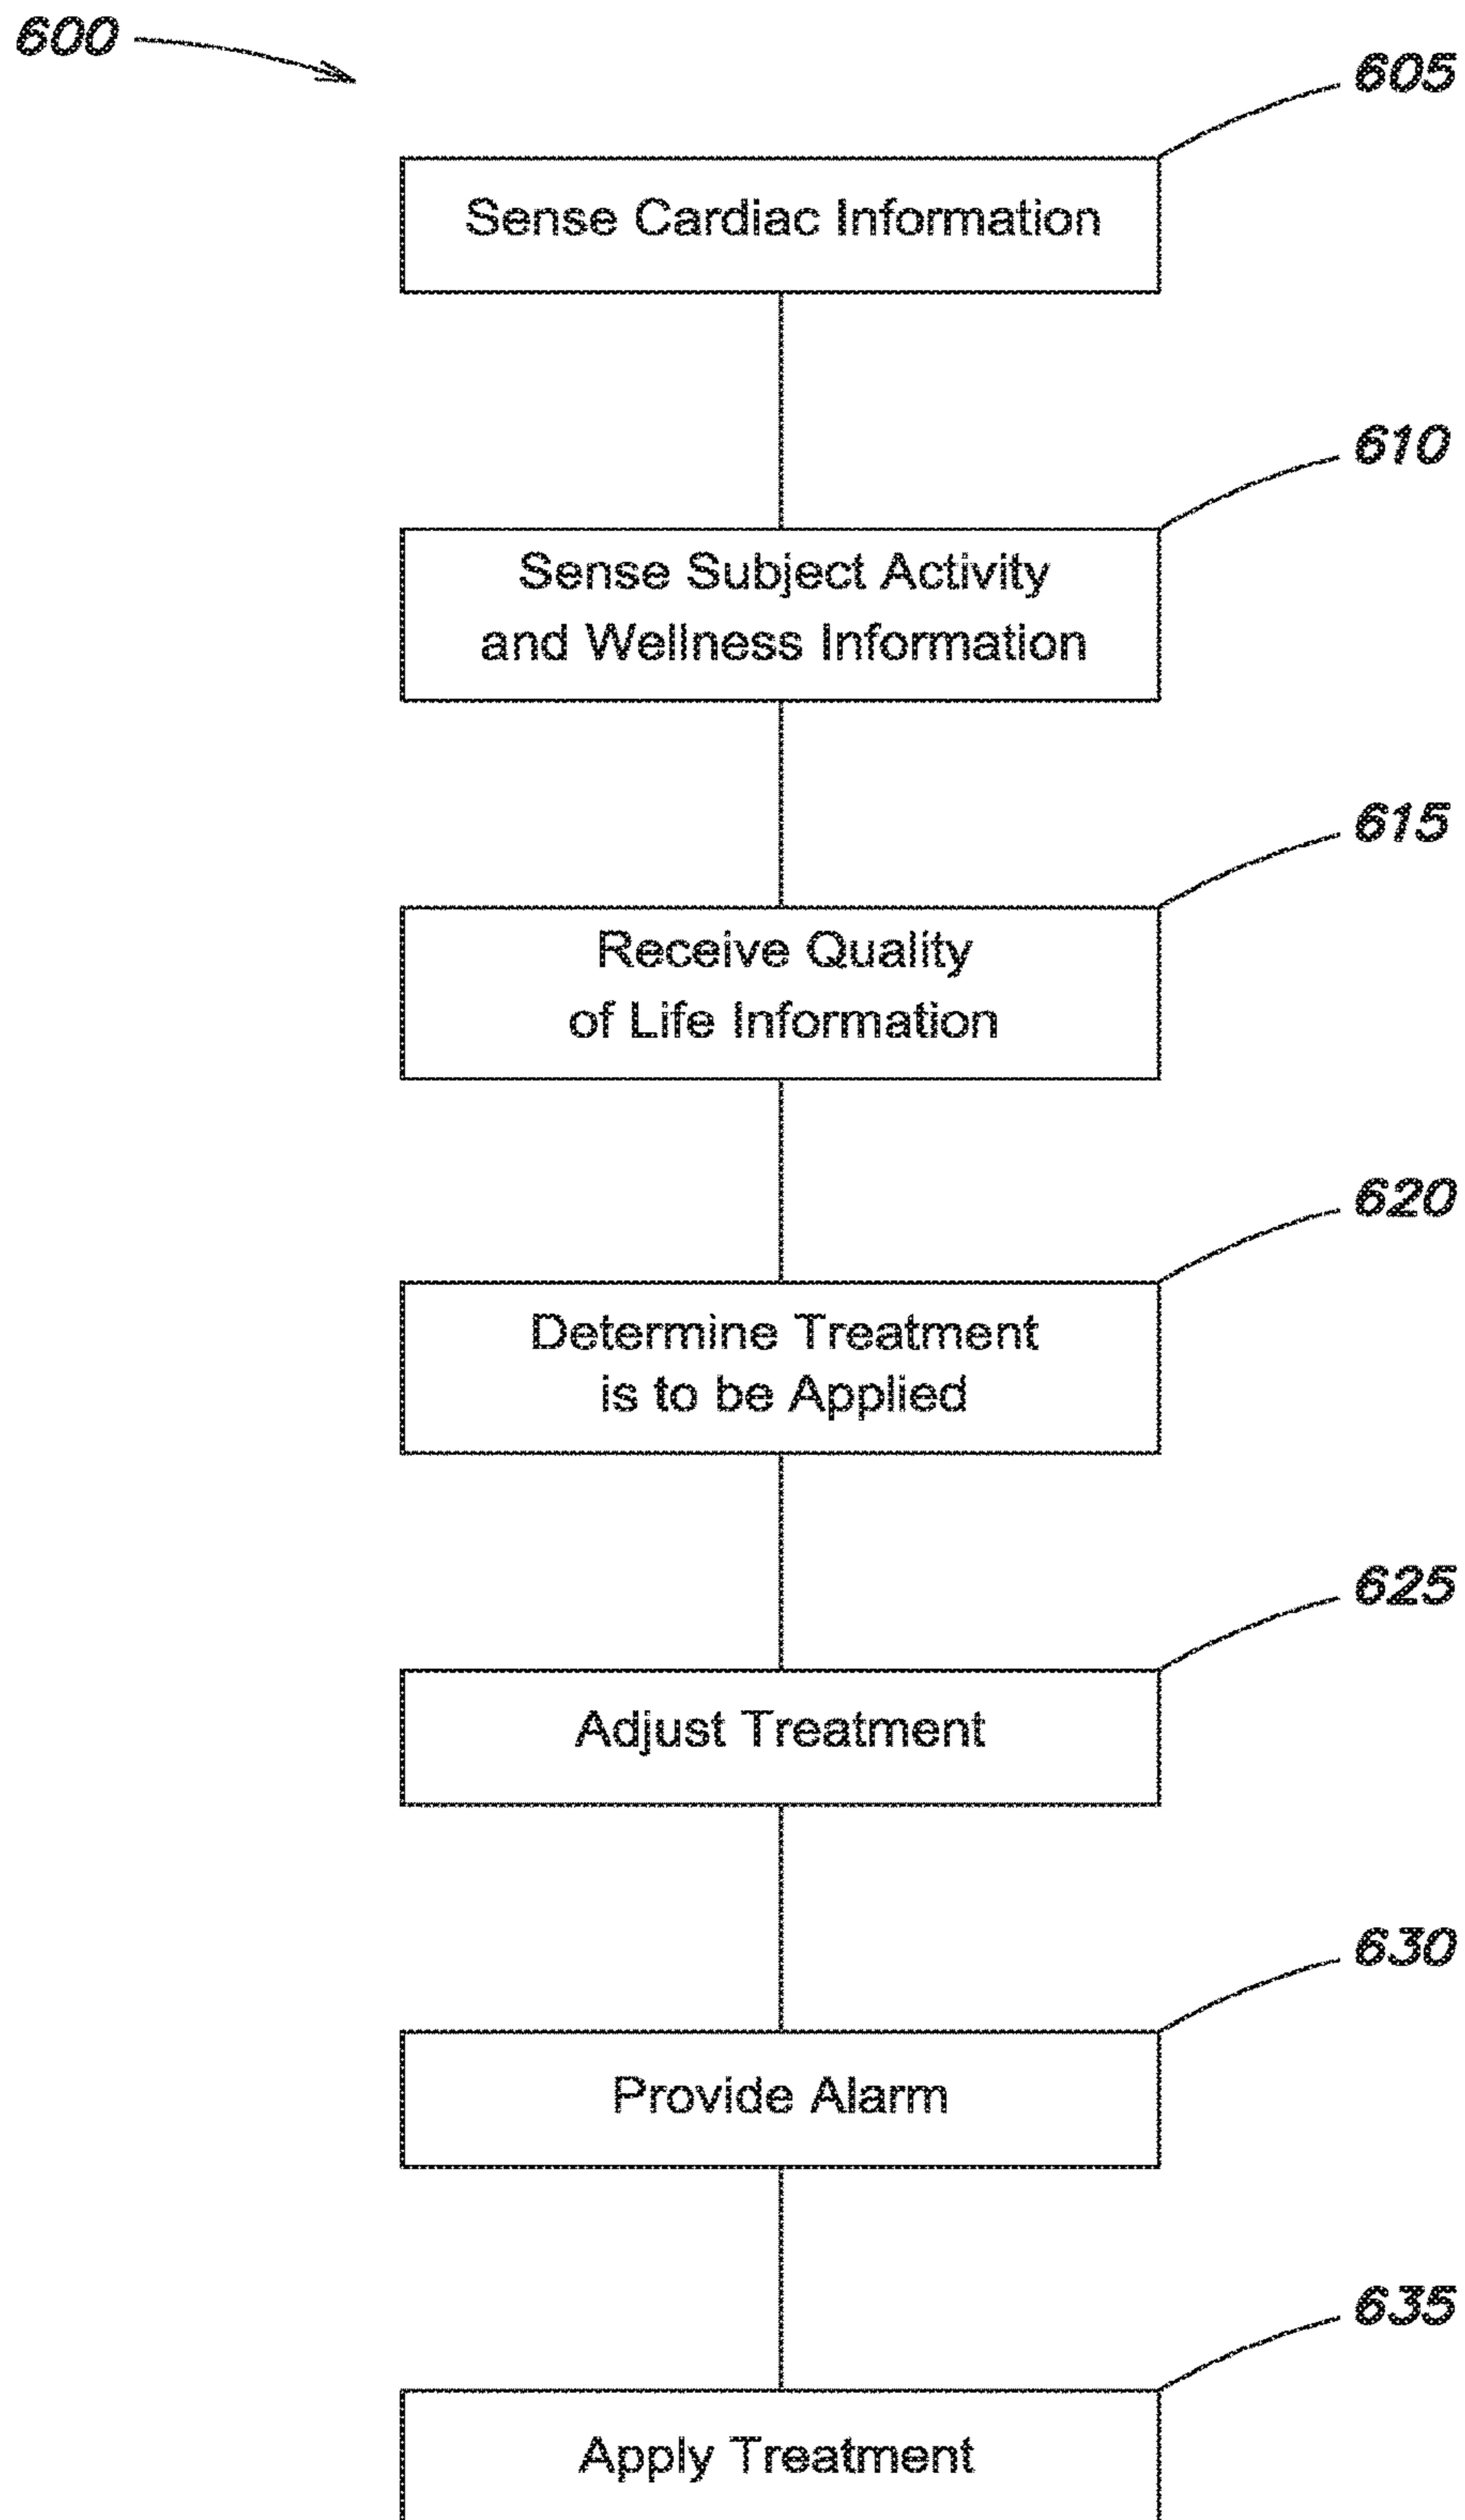 600
605
Sense Cardiac Information
610
Sense Subject Activity
and Wellness Information
615
Receive Quality
of Life Information
620
Determine Treatment
is to be Applied
625
Adjust Treatment
630
Provide Alarm
635
Apply Treatment